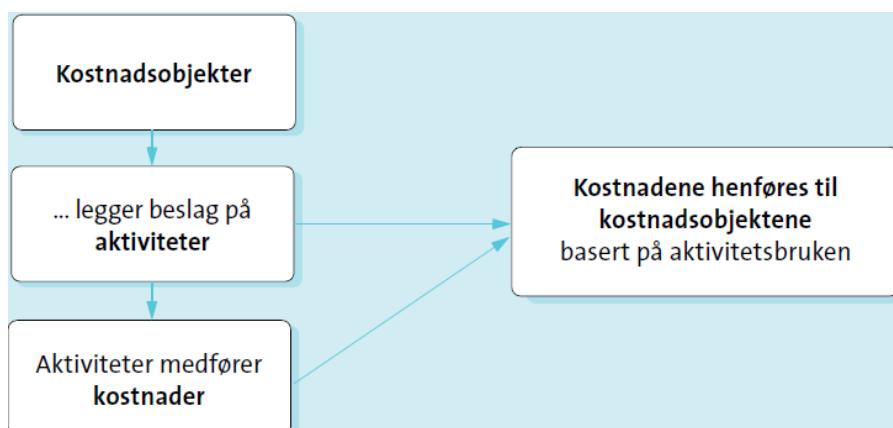 Kostnadsobjekter
... legger beslag på
aktiviteter
Aktiviteter medfører
kostnader
Kostnadene henføres til
kostnadsobjektene
basert på aktivitetsbruken